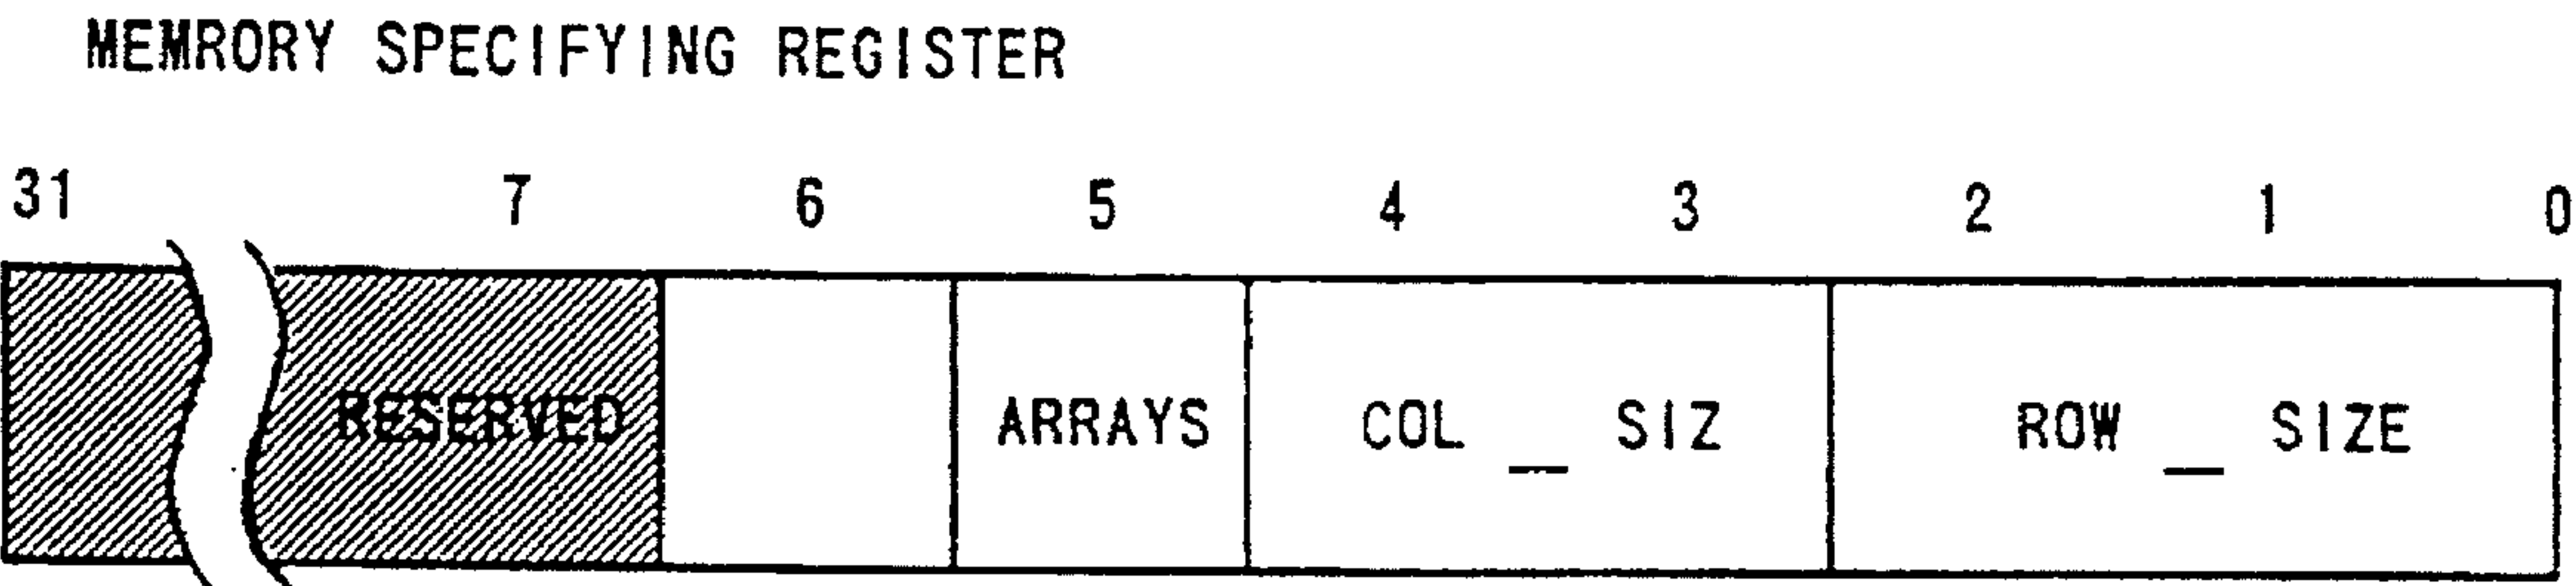 MEMRORY SPECIFYING REGISTER
31 7 6 5 4 3 2 1 0
RESERVED ARRAYS COL _ SIZ ROW _ SIZE